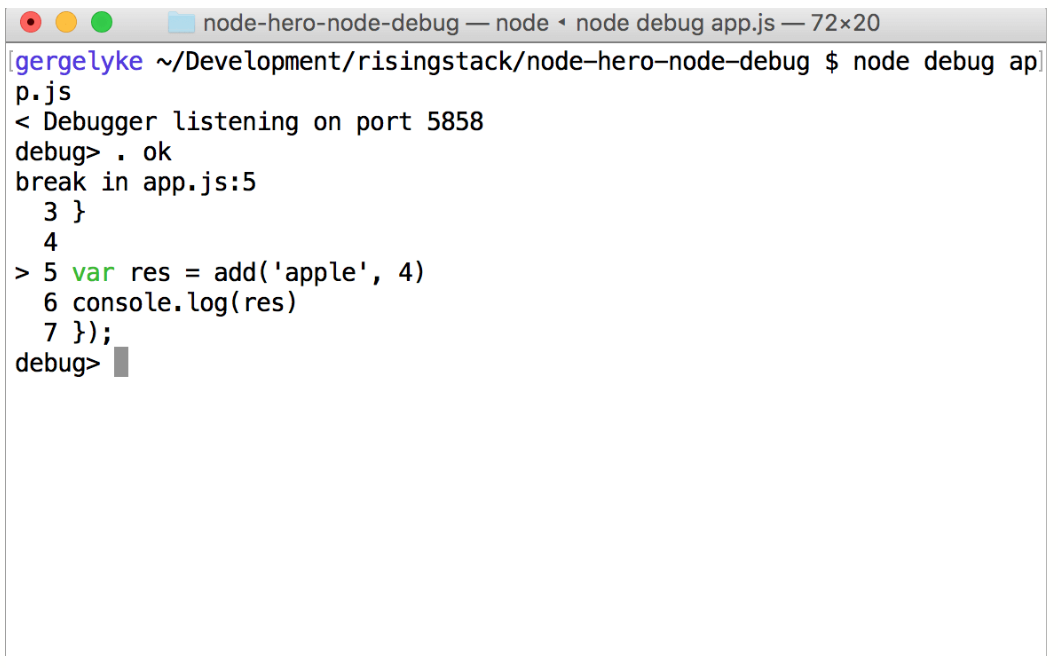 node-hero-node-debug — node ◂ node debug app.js — 72×20
[gergelyke ~/Development/risingstack/node-hero-node-debug $ node debug ap]
p.js
< Debugger listening on port 5858
debug> . ok
break in app.js:5
  3 }
  4
> 5 var res = add('apple', 4)
  6 console.log(res)
  7 });
debug>